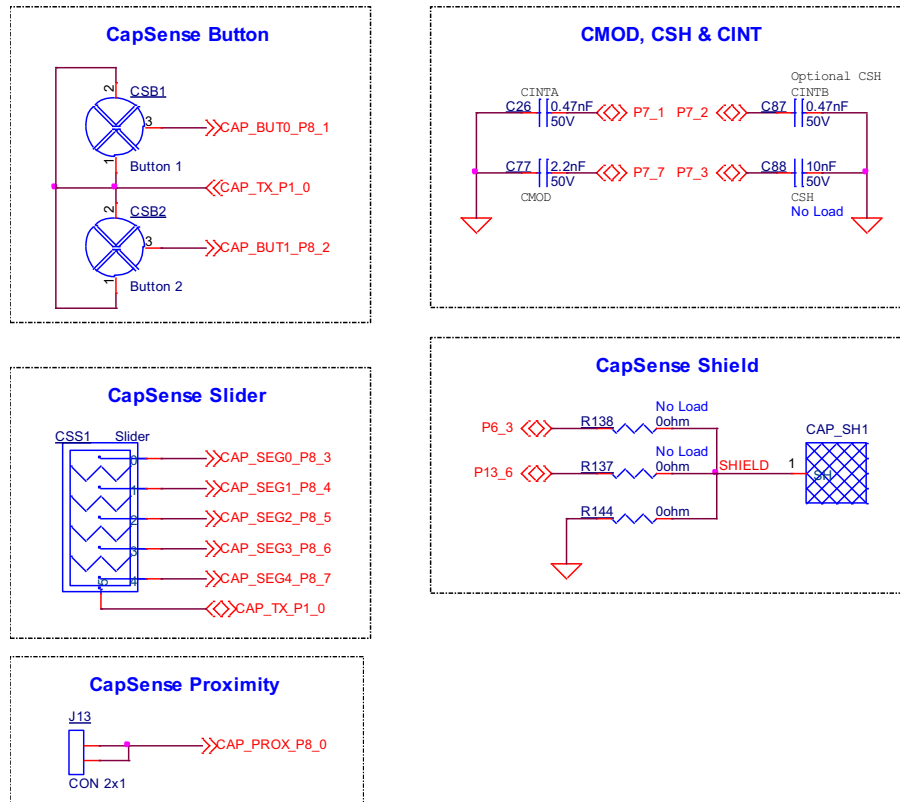 CapSense Button
2
CSB1
3
CAP_BUT0_P8_1
1
Button 1
CAP_TX_P1_0
2
CSB2
3
CAP_BUT1_P8_2
1
Button 2
CMOD, CSH & CINT
Optional CSH
CINTA
CINTB
C26
0.47nF
P7_1
P7_2
C87
0.47nF
50V
50V
C77
2.2nF
P7_7
P7_3
C88
10nF
50V
50V
CMOD
CSH
No Load
CapSense Slider
CSS1
Slider
0
CAP_SEG0_P8_3
1
CAP_SEG1_P8_4
2
CAP_SEG2_P8_5
3
CAP_SEG3_P8_6
4
CAP_SEG4_P8_7
CAP_TX_P1_0
CapSense Shield
No Load
P6_3
R138
0ohm
CAP_SH1
No Load
P13_6
R137
0ohm
SHIELD
1
SH
R144
0ohm
CapSense Proximity
J13
CAP_PROX_P8_0
CON 2x1